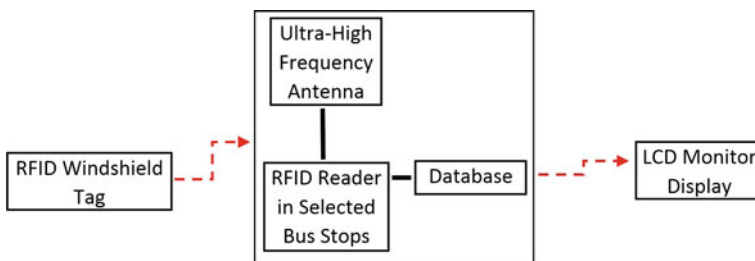 RFID Windshield
Tag
Ultra-High
Frequency
Antenna
RFID Reader
in Selected
Bus Stops
Database
LCD Monitor
Display